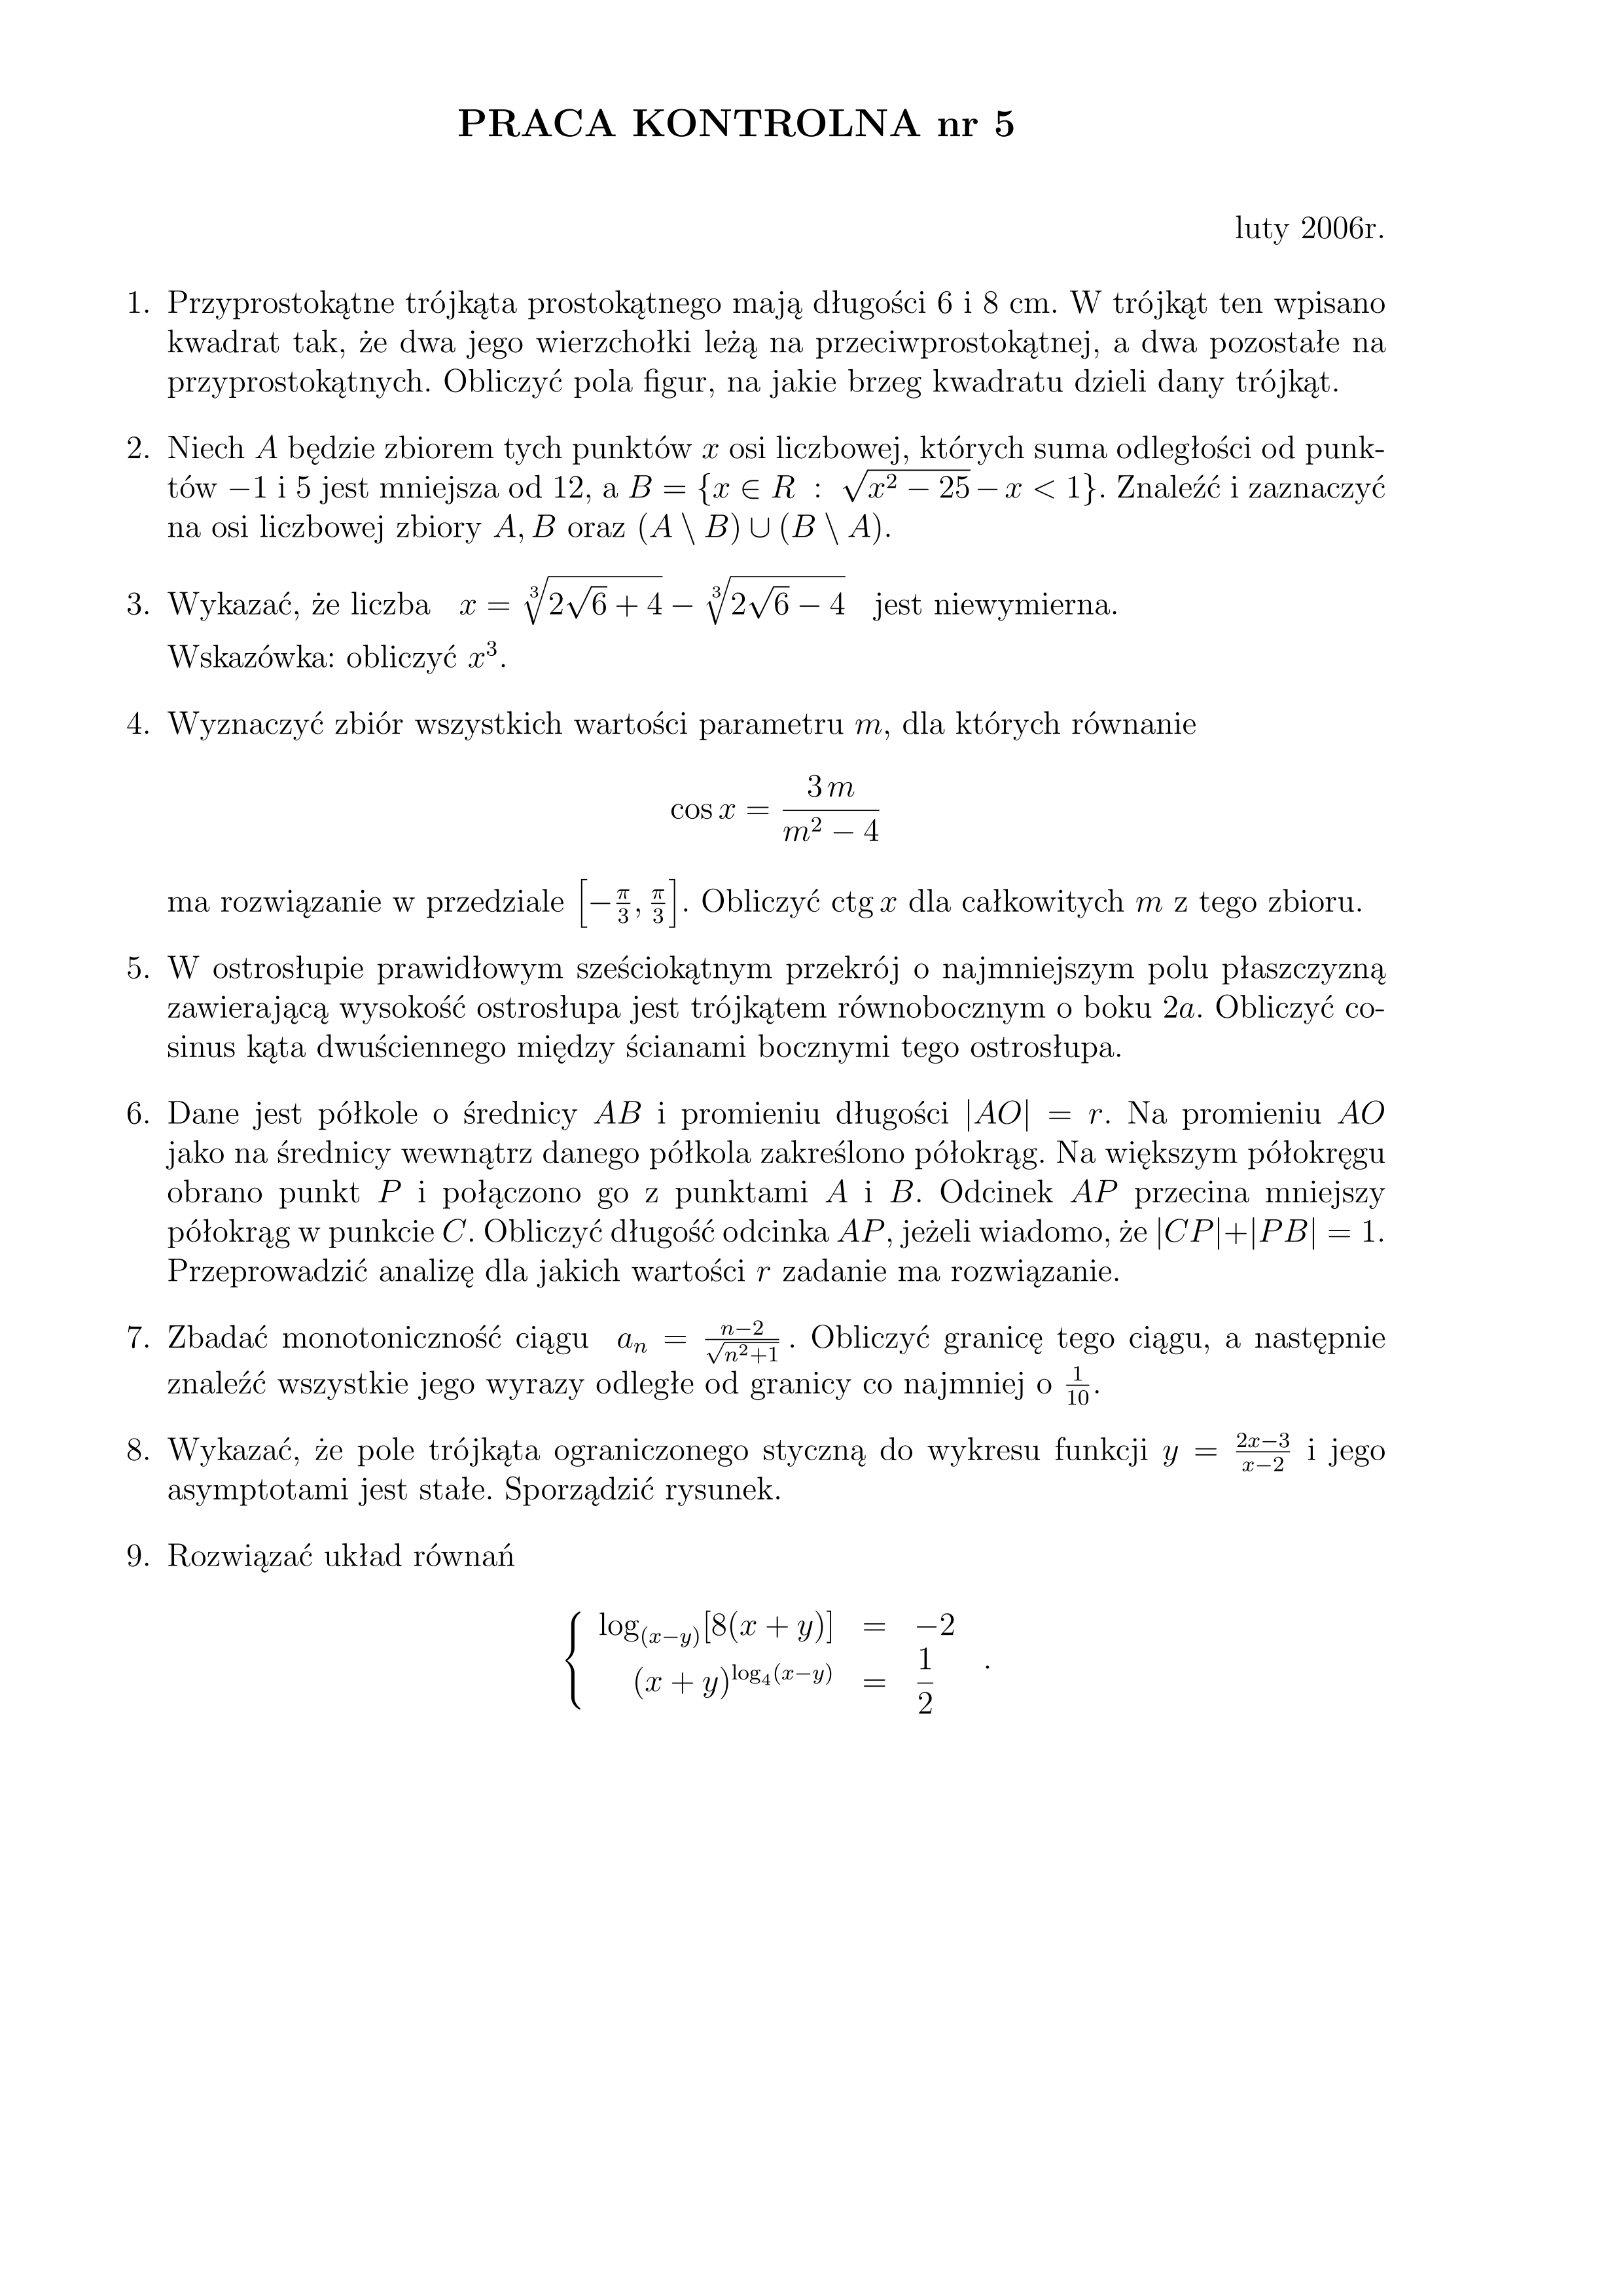 PRACA KONTROLNA nr 5
luty 2006r.
1. Przyprostokątne trójkąta prostokątnego mają długości 6 i 8 cm. W trójkąt ten wpisano
kwadrat tak, że dwa jego wierzchołki leżą na przeciwprostokątnej, a dwa pozostałe na
przyprostokątnych. Obliczyć pola figur, na jakie brzeg kwadratu dzieli dany trójkąt.
2. Niech $A$ będzie zbiorem tych punktów $x$ osi liczbowej, których suma odległości od punk-
tów $-1$ i 5 jest mniejsza od 12, a $B = \{x \in R \ : \ \sqrt{x^2 - 25} - x < 1\}$. Znaleźć i zaznaczyć
na osi liczbowej zbiory $A, B$ oraz $(A \setminus B) \cup (B \setminus A)$.
3. Wykazać, że liczba $x = \sqrt[3]{2\sqrt{6} + 4} - \sqrt[3]{2\sqrt{6} - 4}$ jest niewymierna.
Wskazówka: obliczyć $x^3$.
4. Wyznaczyć zbiór wszystkich wartości parametru $m$, dla których równanie
$\cos x = \frac{3\,m}{m^2 - 4}$
ma rozwiązanie w przedziale $\left[-\frac{\pi}{3}, \frac{\pi}{3}\right]$. Obliczyć $\operatorname{ctg} x$ dla całkowitych $m$ z tego zbioru.
5. W ostrosłupie prawidłowym sześciokątnym przekrój o najmniejszym polu płaszczyzną
zawierającą wysokość ostrosłupa jest trójkątem równobocznym o boku $2a$. Obliczyć co-
sinus kąta dwuściennego między ścianami bocznymi tego ostrosłupa.
6. Dane jest półkole o średnicy $AB$ i promieniu długości $|AO| = r$. Na promieniu $AO$
jako na średnicy wewnątrz danego półkola zakreślono półokrąg. Na większym półokręgu
obrano punkt $P$ i połączono go z punktami $A$ i $B$. Odcinek $AP$ przecina mniejszy
półokrąg w punkcie $C$. Obliczyć długość odcinka $AP$, jeżeli wiadomo, że $|CP|+|PB| = 1$.
Przeprowadzić analizę dla jakich wartości $r$ zadanie ma rozwiązanie.
7. Zbadać monotoniczność ciągu $a_n = \frac{n-2}{\sqrt{n^2+1}}$. Obliczyć granicę tego ciągu, a następnie
znaleźć wszystkie jego wyrazy odległe od granicy co najmniej o $\frac{1}{10}$.
8. Wykazać, że pole trójkąta ograniczonego styczną do wykresu funkcji $y = \frac{2x-3}{x-2}$ i jego
asymptotami jest stałe. Sporządzić rysunek.
9. Rozwiązać układ równań
$\left\{ \begin{array}{rcl} \log_{(x-y)}[8(x + y)] & = & -2 \\ (x + y)^{\log_4(x-y)} & = & \dfrac{1}{2} \end{array} \right.$.